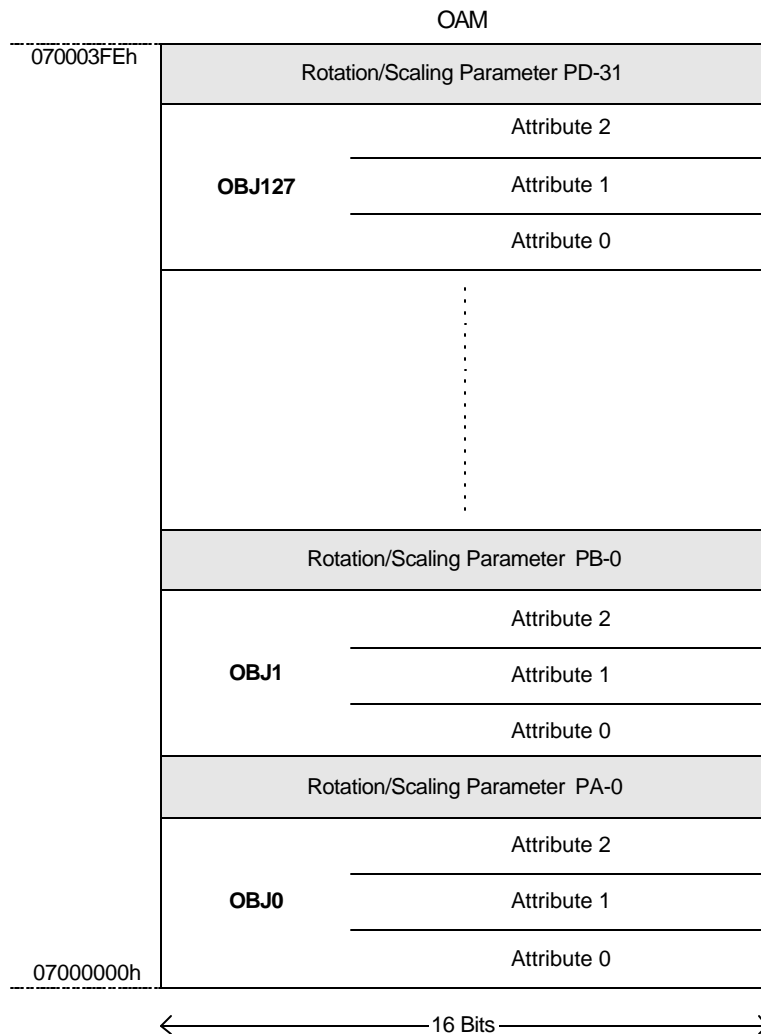 OAM
070003FEh
Rotation/Scaling Parameter PD-31
Attribute 2
OBJ127
Attribute 1
Attribute 0
Rotation/Scaling Parameter PB-0
Attribute 2
OBJ1
Attribute 1
Attribute 0
Rotation/Scaling Parameter PA-0
Attribute 2
OBJ0
Attribute 1
Attribute 0
07000000h
16 Bits